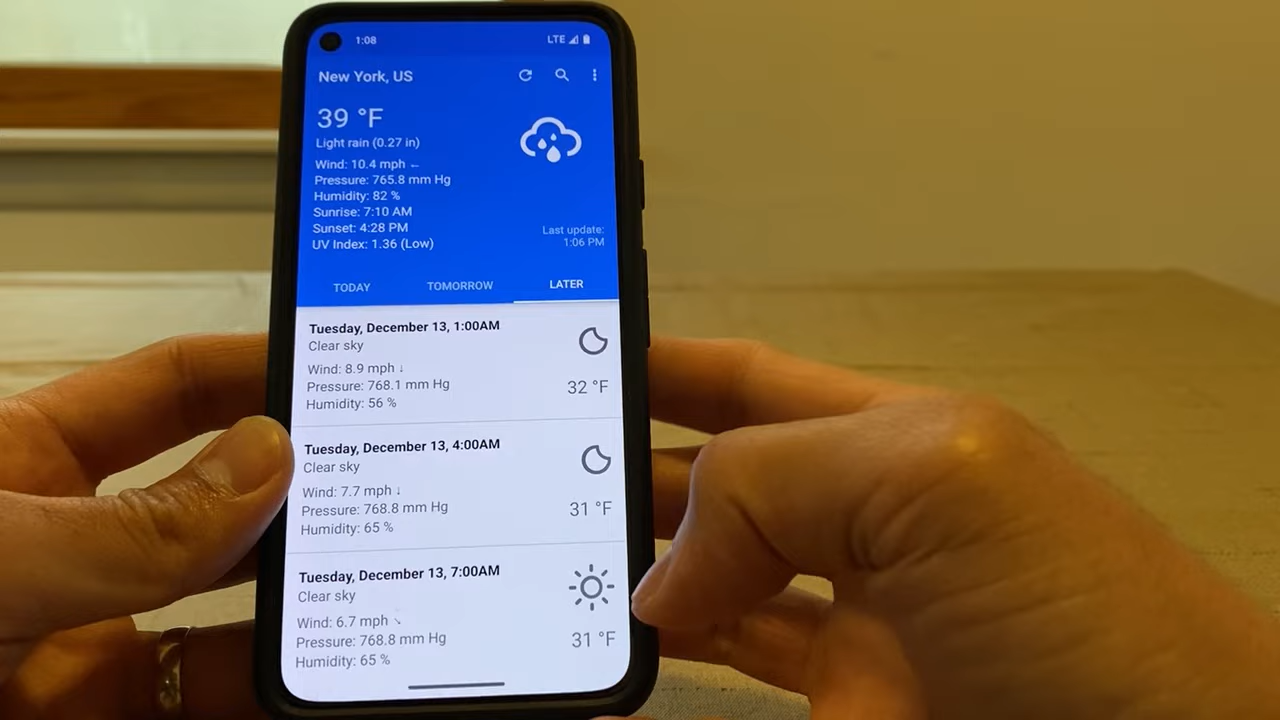 1:08
LTE
New York, US
39 °F
Light rain (0.27 in)
Wind: 10.4 mph ←
Pressure: 765.8 mm Hg
Humidity: 82 %
Sunrise: 7:10 AM
Sunset: 4:28 PM
UV Index: 1.36 (Low)
Last update:
1:06 PM
TODAY TOMORROW LATER
Tuesday, December 13, 1:00AM
Clear sky
Wind: 8.9 mph ↓
Pressure: 768.1 mm Hg
Humidity: 56 %
32 °F
Tuesday, December 13, 4:00AM
Clear sky
Wind: 7.7 mph ↓
Pressure: 768.8 mm Hg
Humidity: 65 %
31 °F
Tuesday, December 13, 7:00AM
Clear sky
Wind: 6.7 mph ↘
Pressure: 768.8 mm Hg
Humidity: 65 %
31 °F